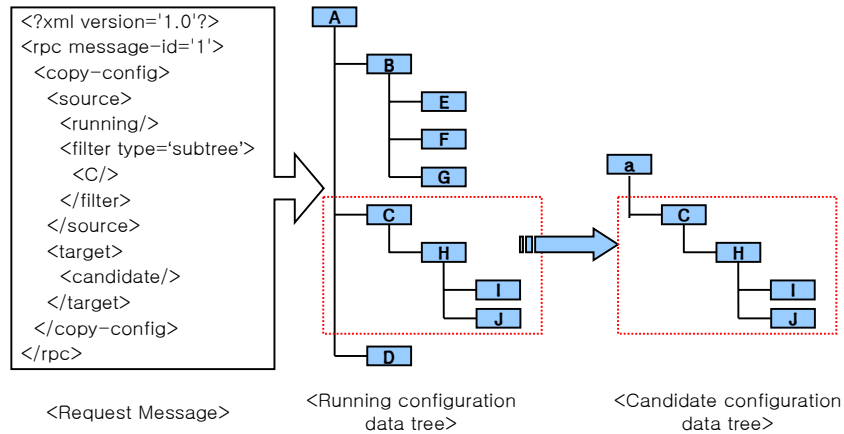 <?xml version='1.0'?>
<rpc message-id='1'>
<copy-config>
<source>
<running/>
<filter type=‘subtree’>
<C/>
</filter>
</source>
<target>
<candidate/>
</target>
</copy-config>
</rpc>
<Request Message>
A
B
E
F
G
C
H
I
J
D
<Running configuration
data tree>
a
C
H
I
J
<Candidate configuration
data tree>